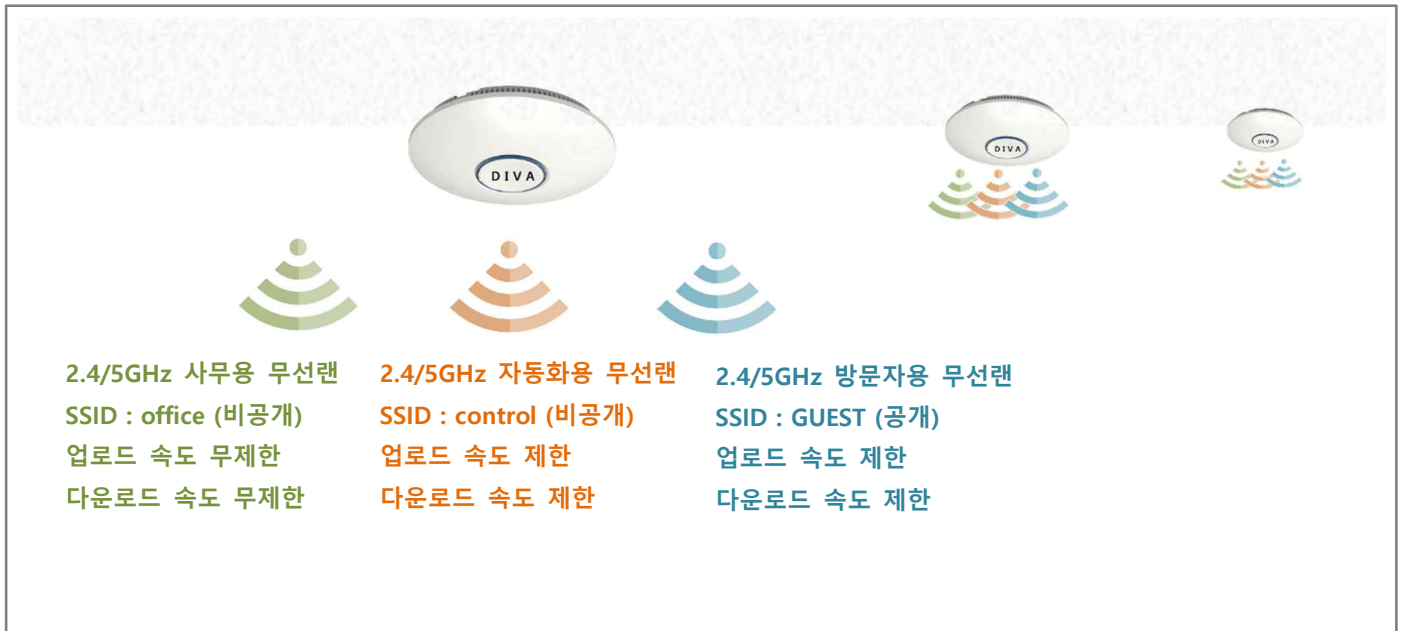 DIVA
DIVA
DIVA
2.4/5GHz 사무용 무선랜
SSID : office (비공개)
업로드 속도 무제한
다운로드 속도 무제한
2.4/5GHz 자동화용 무선랜
SSID : control (비공개)
업로드 속도 제한
다운로드 속도 제한
2.4/5GHz 방문자용 무선랜
SSID : GUEST (공개)
업로드 속도 제한
다운로드 속도 제한